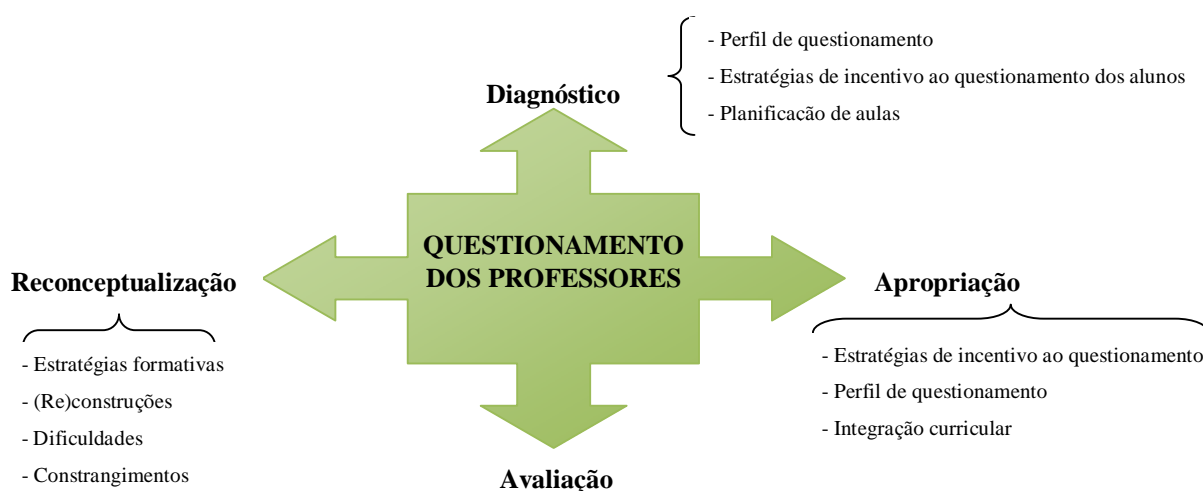 Diagnóstico
- Perfil de questionamento
- Estratégias de incentivo ao questionamento dos alunos
- Planificação de aulas
QUESTIONAMENTO
DOS PROFESSORES
Reconceptualização
- Estratégias formativas
- (Re)construções
- Dificuldades
- Constrangimentos
Apropriação
- Estratégias de incentivo ao questionamento
- Perfil de questionamento
- Integração curricular
Avaliação